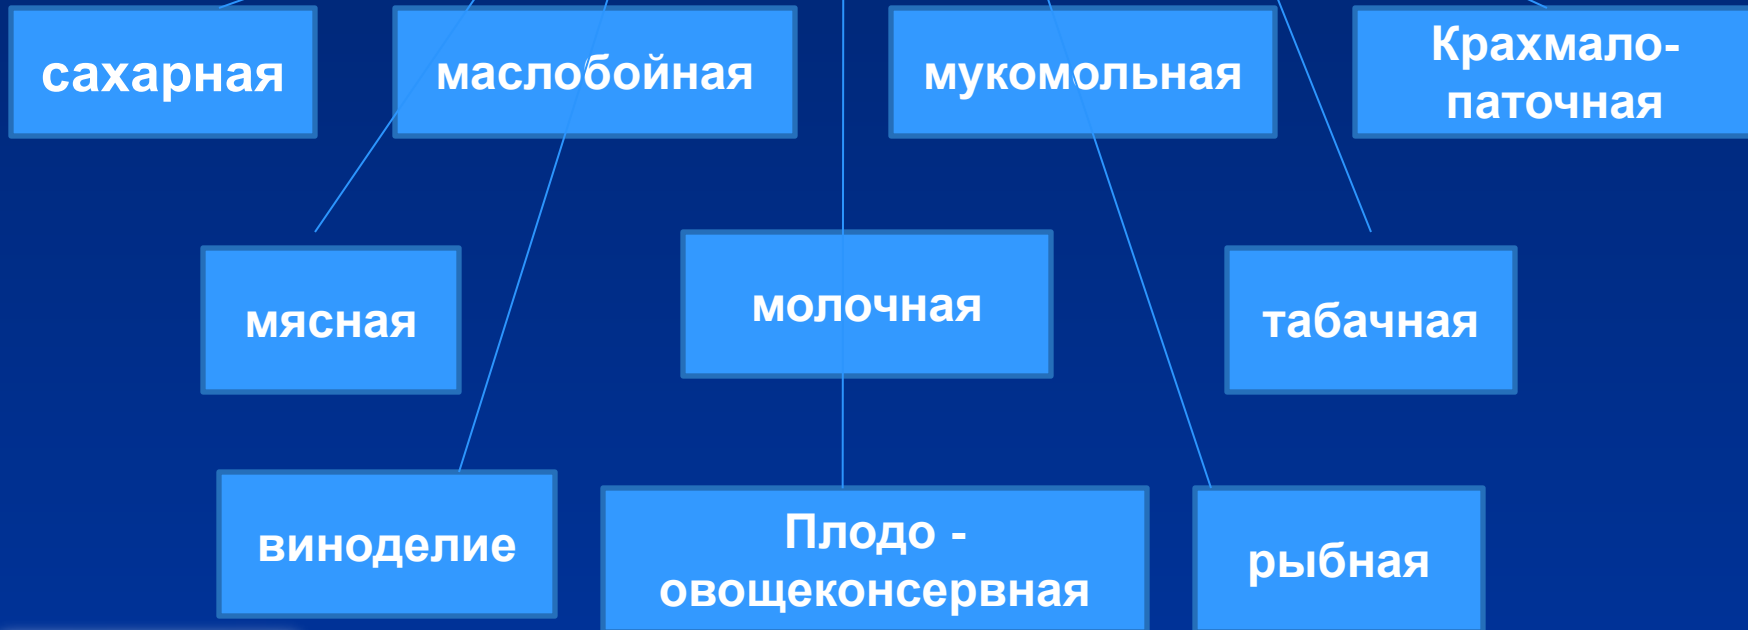 сахарная
маслобойная
мукомольная
Крахмало-
паточная
мясная
молочная
табачная
виноделие
Плодо -
овощеконсервная
рыбная